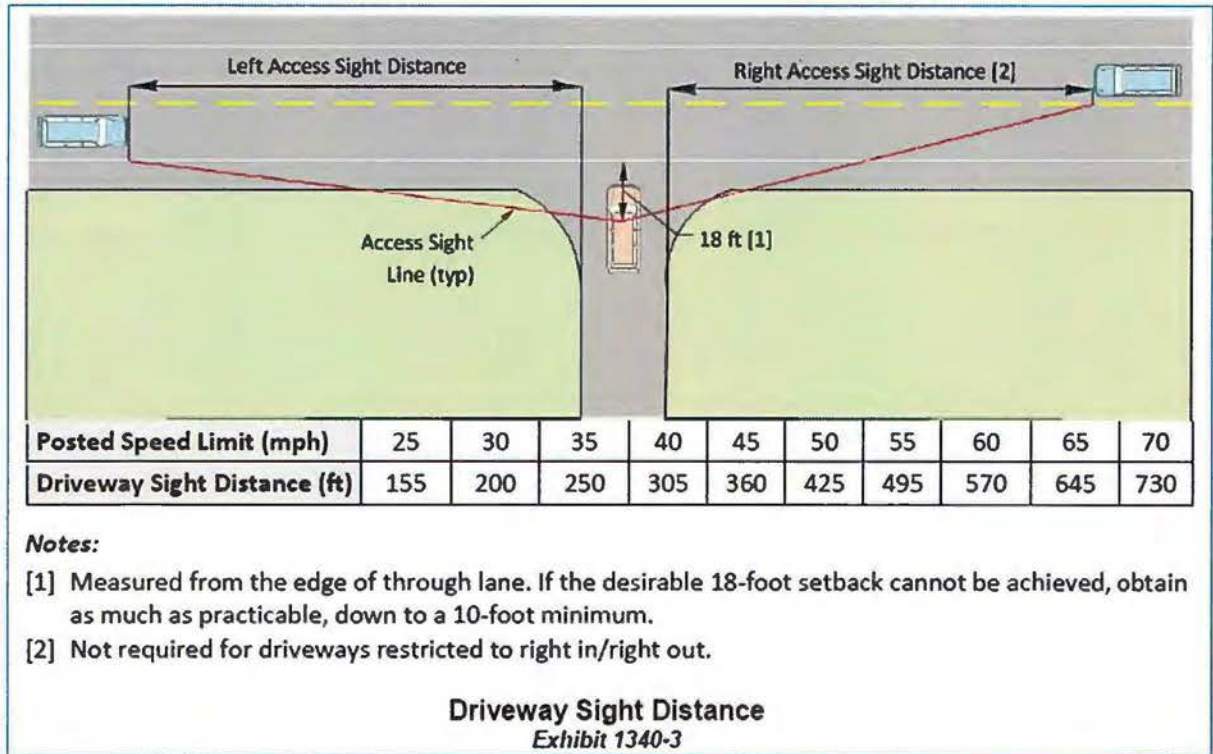 Left Access Sight Distance
Right Access Sight Distance [2]
Access Sight
Line (typ)
18 ft [1]
Posted Speed Limit (mph) 25 30 35 40 45 50 55 60 65 70
Driveway Sight Distance (ft) 155 200 250 305 360 425 495 570 645 730
Notes:
[1] Measured from the edge of through lane. If the desirable 18-foot setback cannot be achieved, obtain
as much as practicable, down to a 10-foot minimum.
[2] Not required for driveways restricted to right in/right out.
Driveway Sight Distance
Exhibit 1340-3